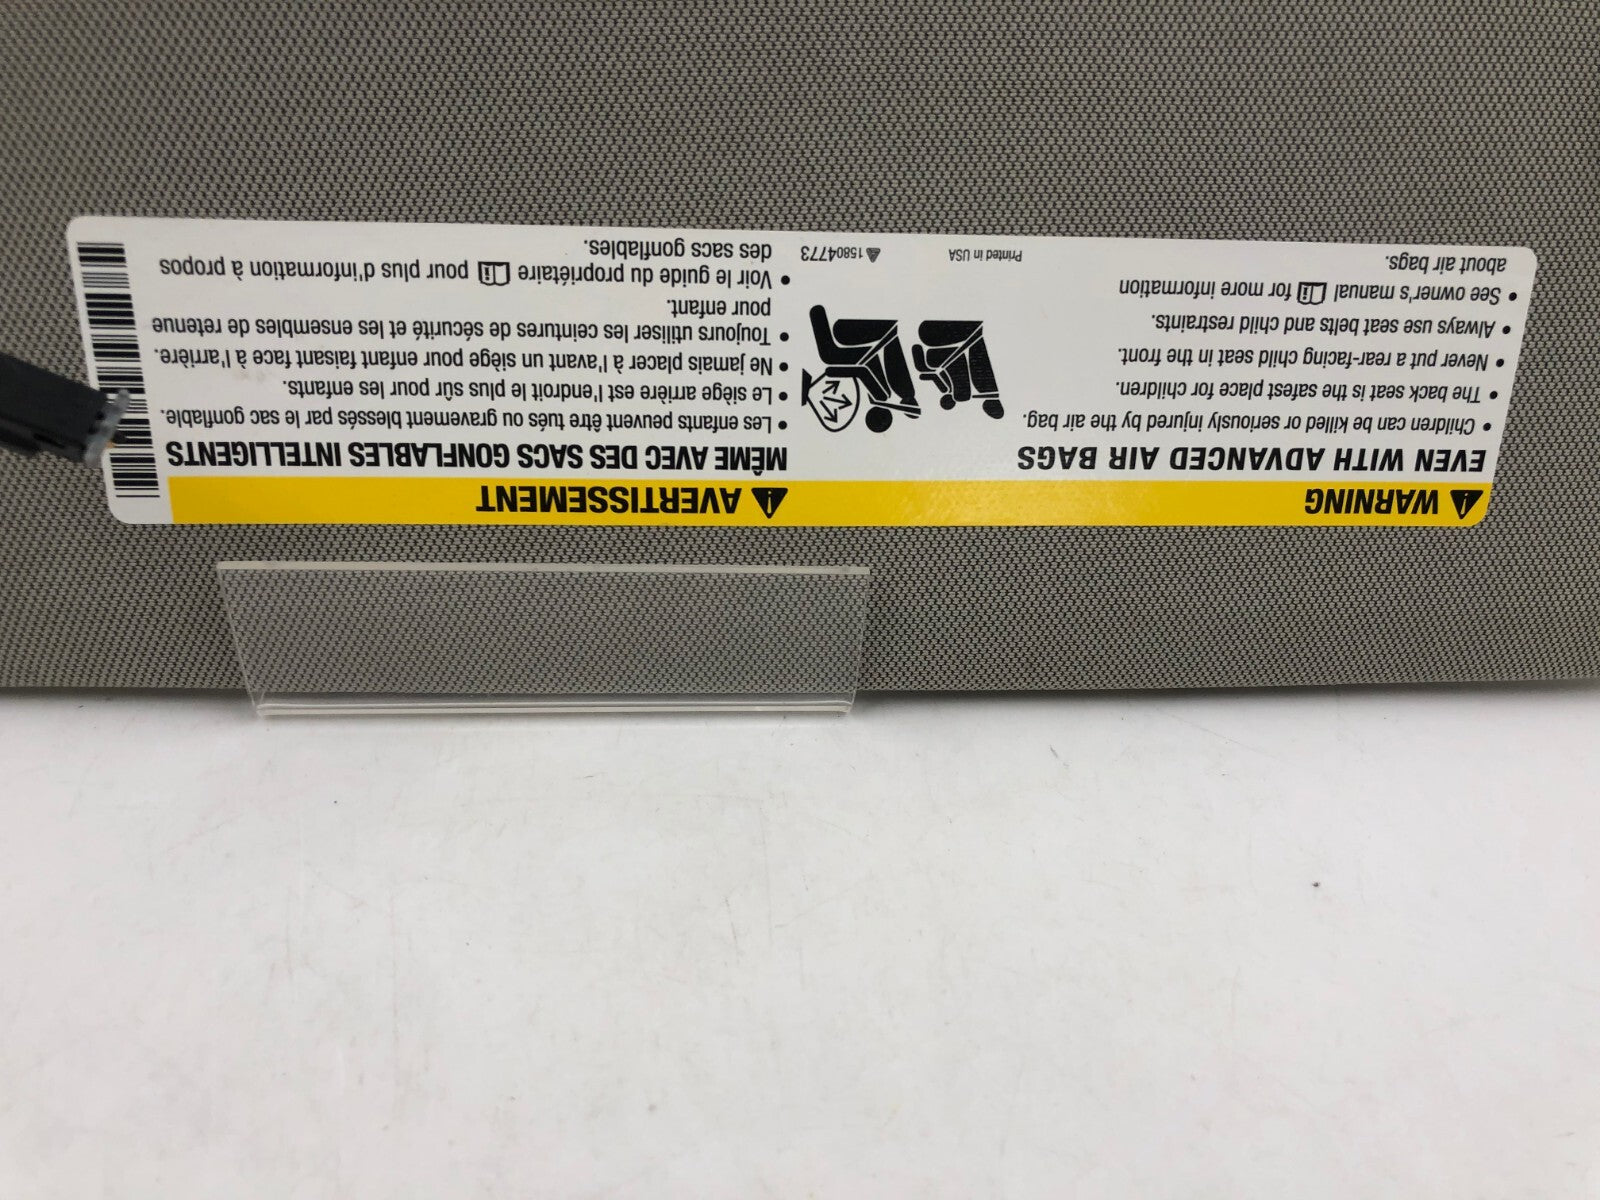 WARNING
EVEN WITH ADVANCED AIR BAGS
• Children can be killed or seriously injured by the air bag.
• The back seat is the safest place for children.
• Never put a rear-facing child seat in the front.
• Always use seat belts and child restraints.
• See owner's manual for more information
about air bags.
Printed in USA
15804773
AVERTISSEMENT
MÊME AVEC DES SACS GONFLABLES INTELLIGENTS
• Les enfants peuvent être tués ou gravement blessés par le sac gonflable.
• Le siège arrière est l'endroit le plus sûr pour les enfants.
• Ne jamais placer à l'avant un siège pour enfant faisant face à l'arrière.
• Toujours utiliser les ceintures de sécurité et les ensembles de retenue
pour enfant.
• Voir le guide du propriétaire pour plus d'information à propos
des sacs gonflables.